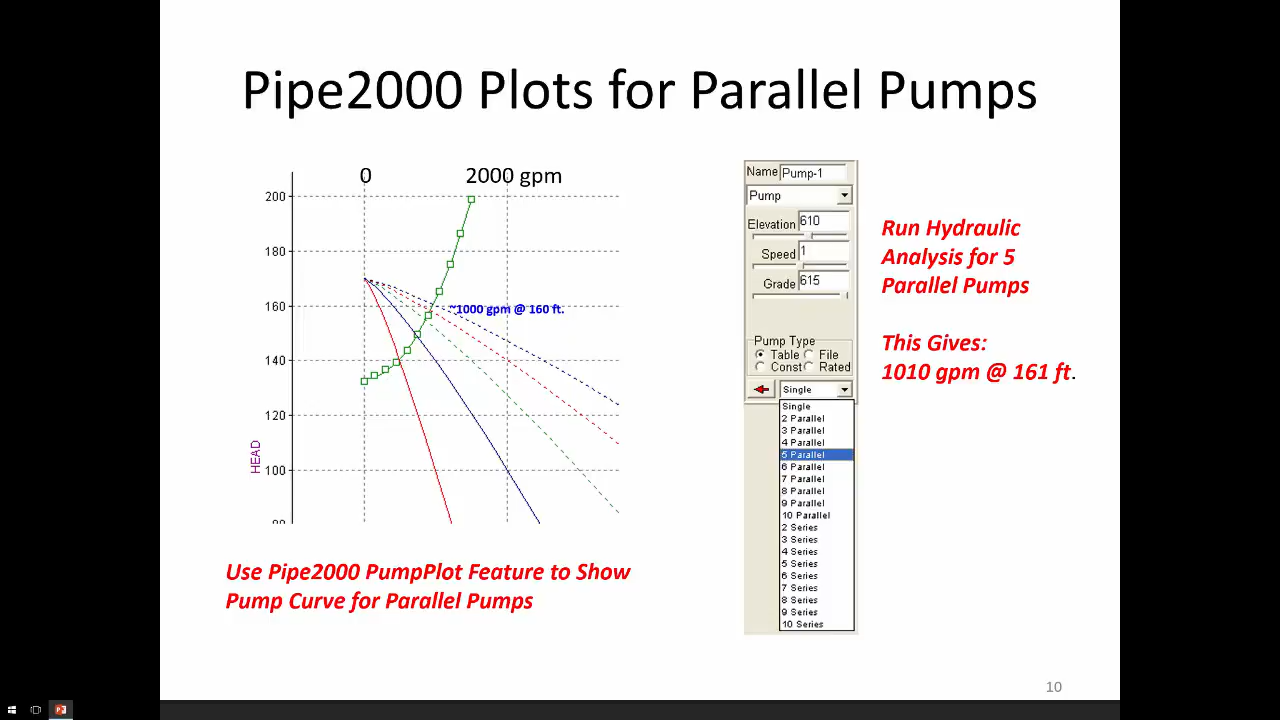 Pipe2000 Plots for Parallel Pumps
0
2000 gpm
200
180
160
140
120
100
80
HEAD
~1000 gpm @ 160 ft.
Use Pipe2000 PumpPlot Feature to Show
Pump Curve for Parallel Pumps
Name Pump-1
Pump
Elevation 610
Speed 1
Grade 615
Pump Type
Table File
Const Rated
Single
Single
2 Parallel
3 Parallel
4 Parallel
5 Parallel
6 Parallel
7 Parallel
8 Parallel
9 Parallel
10 Parallel
2 Series
3 Series
4 Series
5 Series
6 Series
7 Series
8 Series
9 Series
10 Series
Run Hydraulic
Analysis for 5
Parallel Pumps
This Gives:
1010 gpm @ 161 ft.
10